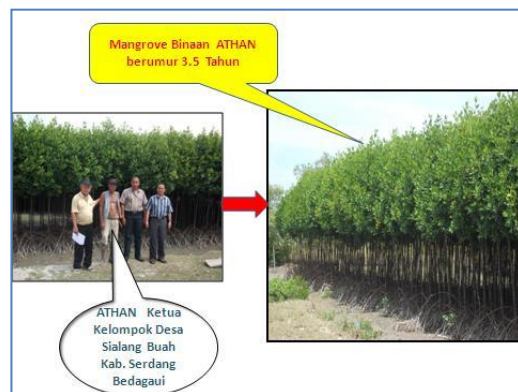 Mangrove Binaan ATHAN
berumur 3.5 Tahun
ATHAN Ketua
Kelompok Desa
Sialang Buah
Kab. Serdang
Bedagaui